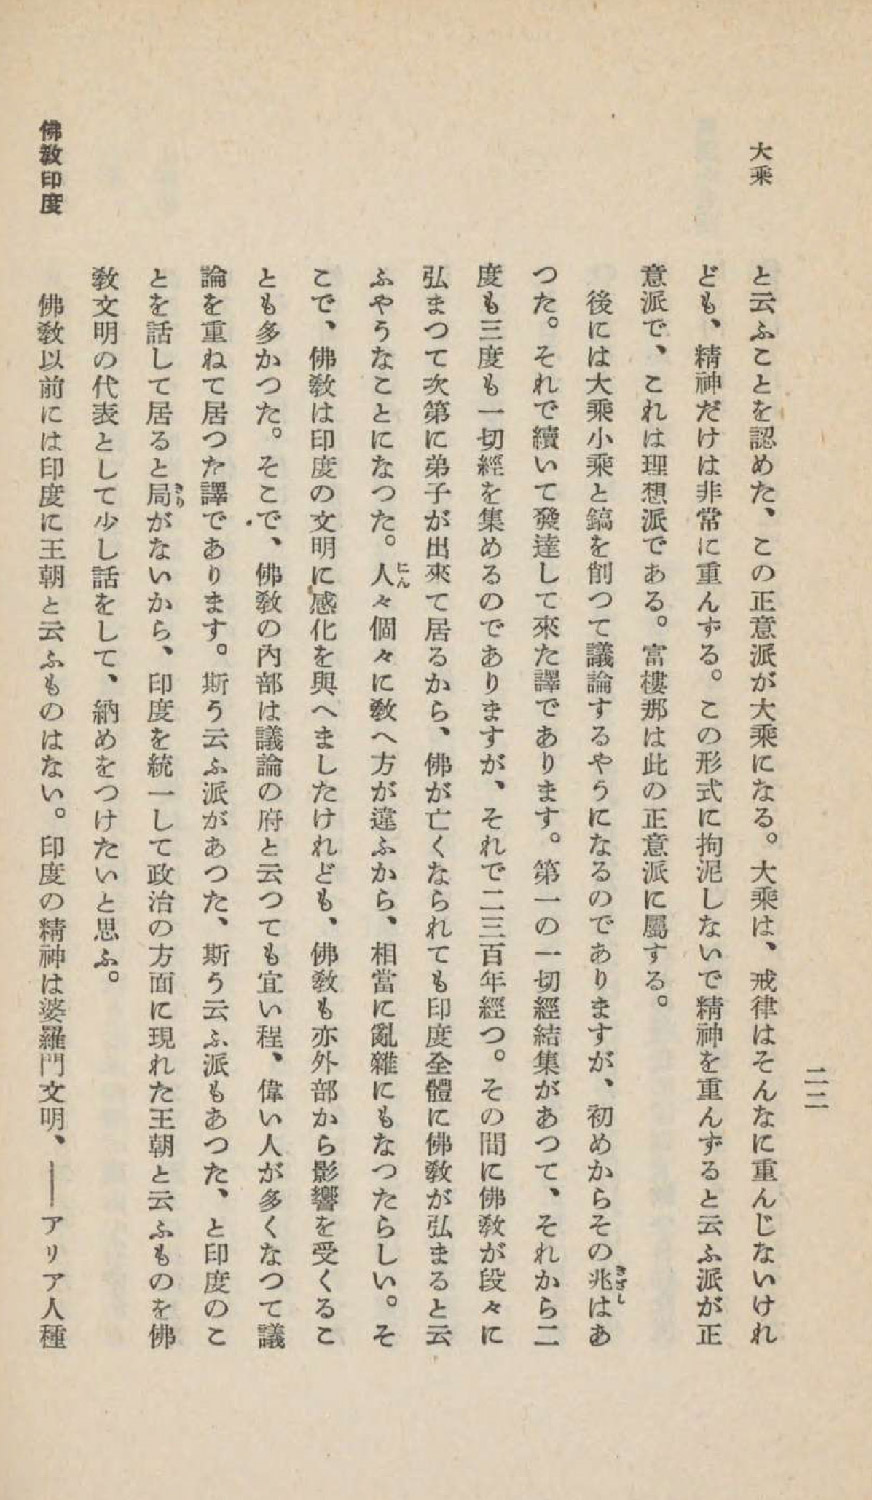 二二
大乘
と云ふことを認めた、この正意派が大乘になる。大乘は、戒律はそんなに重んじないけれ
ども、精神だけは非常に重んずる。この形式に拘泥しないで精神を重んずると云ふ派が正
意派で、これは理想派である。富樓那は此の正意派に屬する。
後には大乘小乘と鎬を削つて議論するやうになるのでありますが、初めからその兆はあ
つた。それで續いて發達して來た譯であります。第一の一切經結集があつて、それから二
度も三度も一切經を集めるのでありますが、それで二三百年經つ。その間に佛敎が段々に
弘まつて次第に弟子が出來て居るから、佛が亡くなられても印度全體に佛敎が弘まると云
ふやうなことになつた。人々個々に敎へ方が違ふから、相當に亂雜にもなつたらしい。そ
こで、佛敎は印度の文明に感化を與へましたけれども、佛敎も亦外部から影響を受くるこ
とも多かつた。そこで、佛敎の內部は議論の府と云つても宜い程、偉い人が多くなつて議
論を重ねて居つた譯であります。斯う云ふ派があつた、斯う云ふ派もあつた、と印度のこ
とを話して居ると局がないから、印度を統一して政治の方面に現れた王朝と云ふものを佛
敎文明の代表として少し話をして、納めをつけたいと思ふ。
佛敎印度
佛敎以前には印度に王朝と云ふものはない。印度の精神は婆羅門文明、――アリア人種